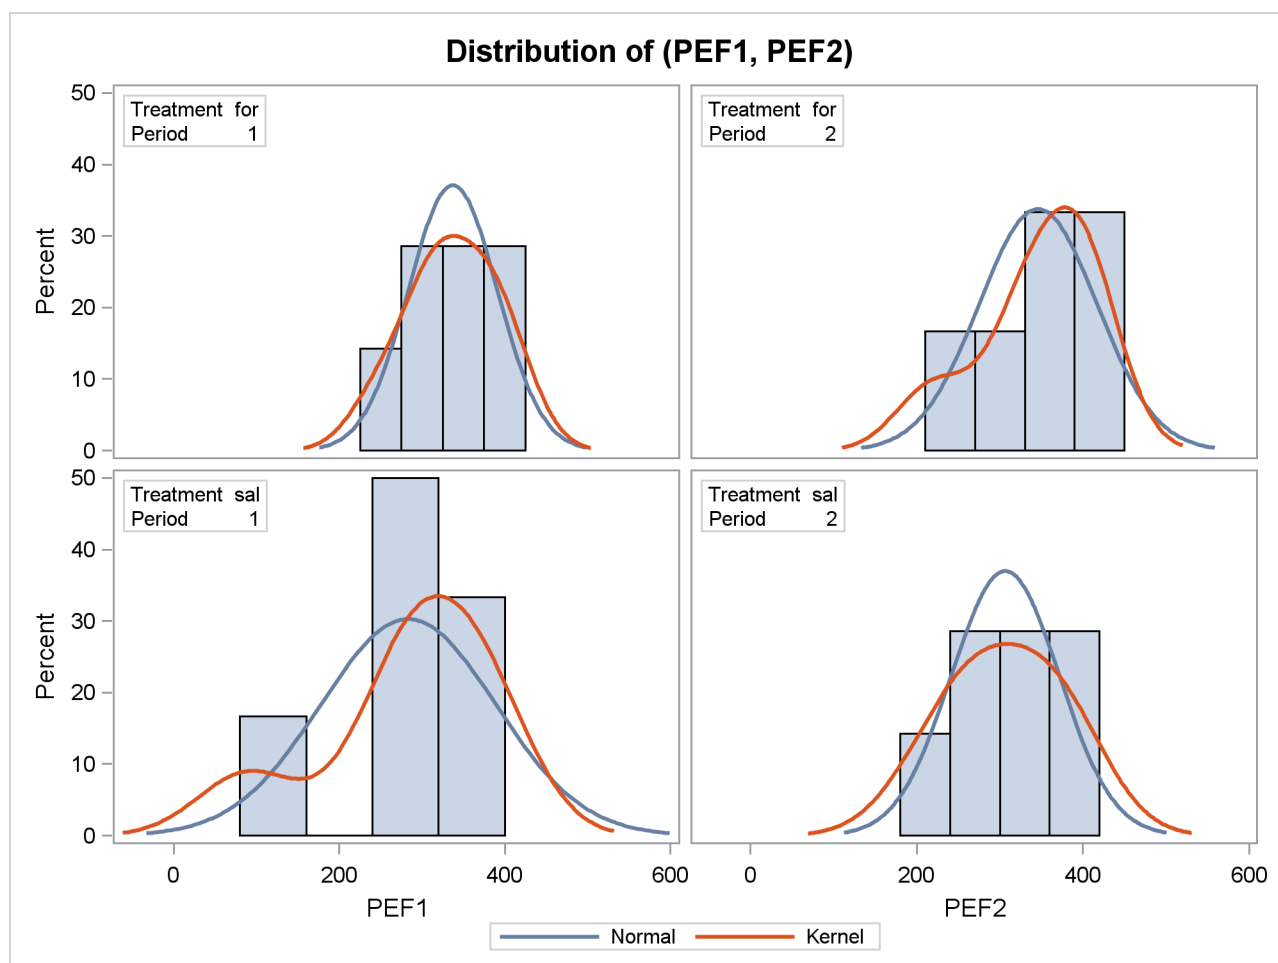 Distribution of (PEF1, PEF2)
50
40
30
20
10
0
Percent
Treatment for
Period 1
Treatment for
Period 2
50
40
30
20
10
0
Percent
Treatment sal
Period 1
Treatment sal
Period 2
0 200 400 600
0 200 400 600
PEF1
PEF2
Normal Kernel